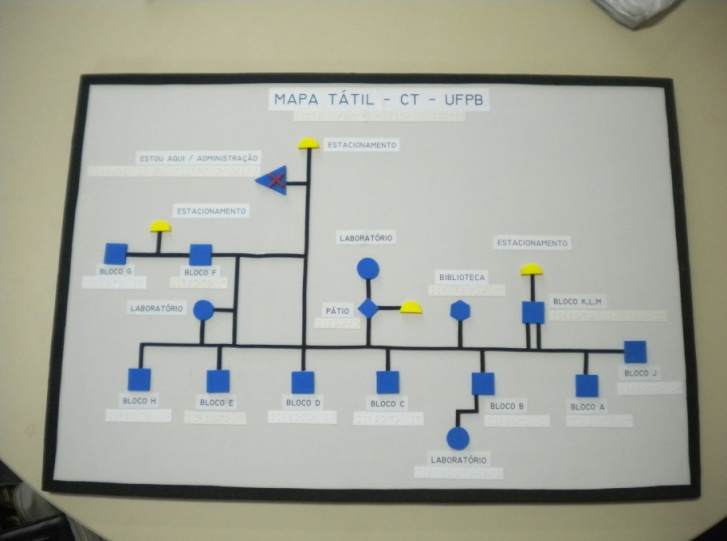 MAPA TÁTIL - CT - UFPB
ESTACIONAMENTO
ESTOU AQUI / ADMINISTRAÇÃO
ESTACIONAMENTO
LABORATÓRIO
ESTACIONAMENTO
BLOCO G
BLOCO F
BIBLIOTECA
LABORATÓRIO
PÁTIO
BLOCO K,L,M
BLOCO J
BLOCO H
BLOCO E
BLOCO D
BLOCO C
BLOCO B
BLOCO A
LABORATÓRIO